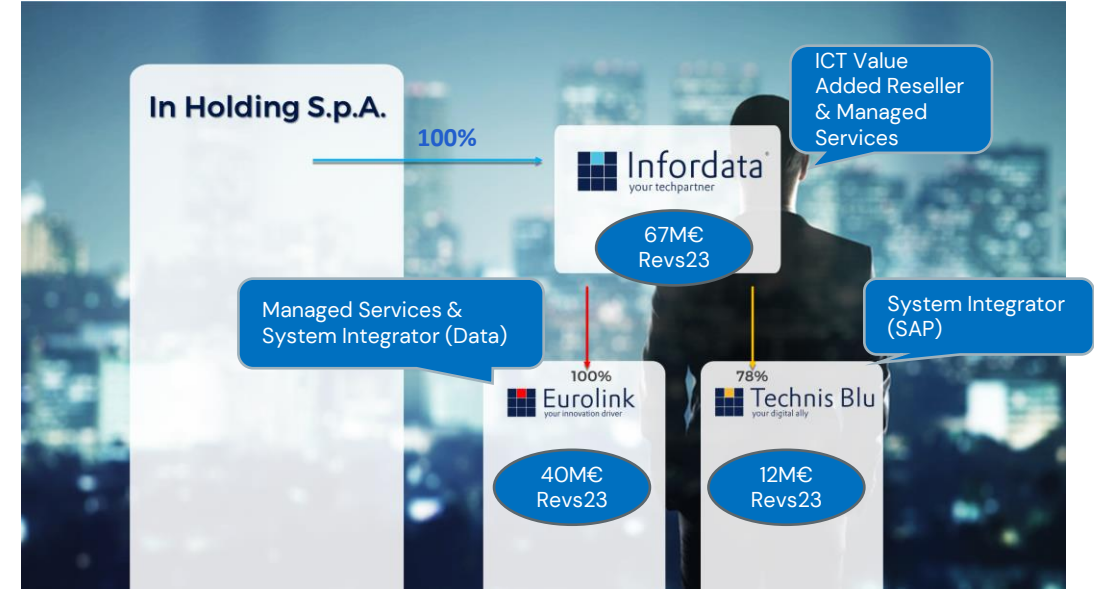 In Holding S.p.A.
100%
ICT Value
Added Reseller
& Managed
Services
Infordata®
your techpartner
67M€
Revs23
Managed Services &
System Integrator (Data)
System Integrator
(SAP)
100%
Eurolink
your innovation driver
40M€
Revs23
78%
Technis Blu
your digital ally
12M€
Revs23